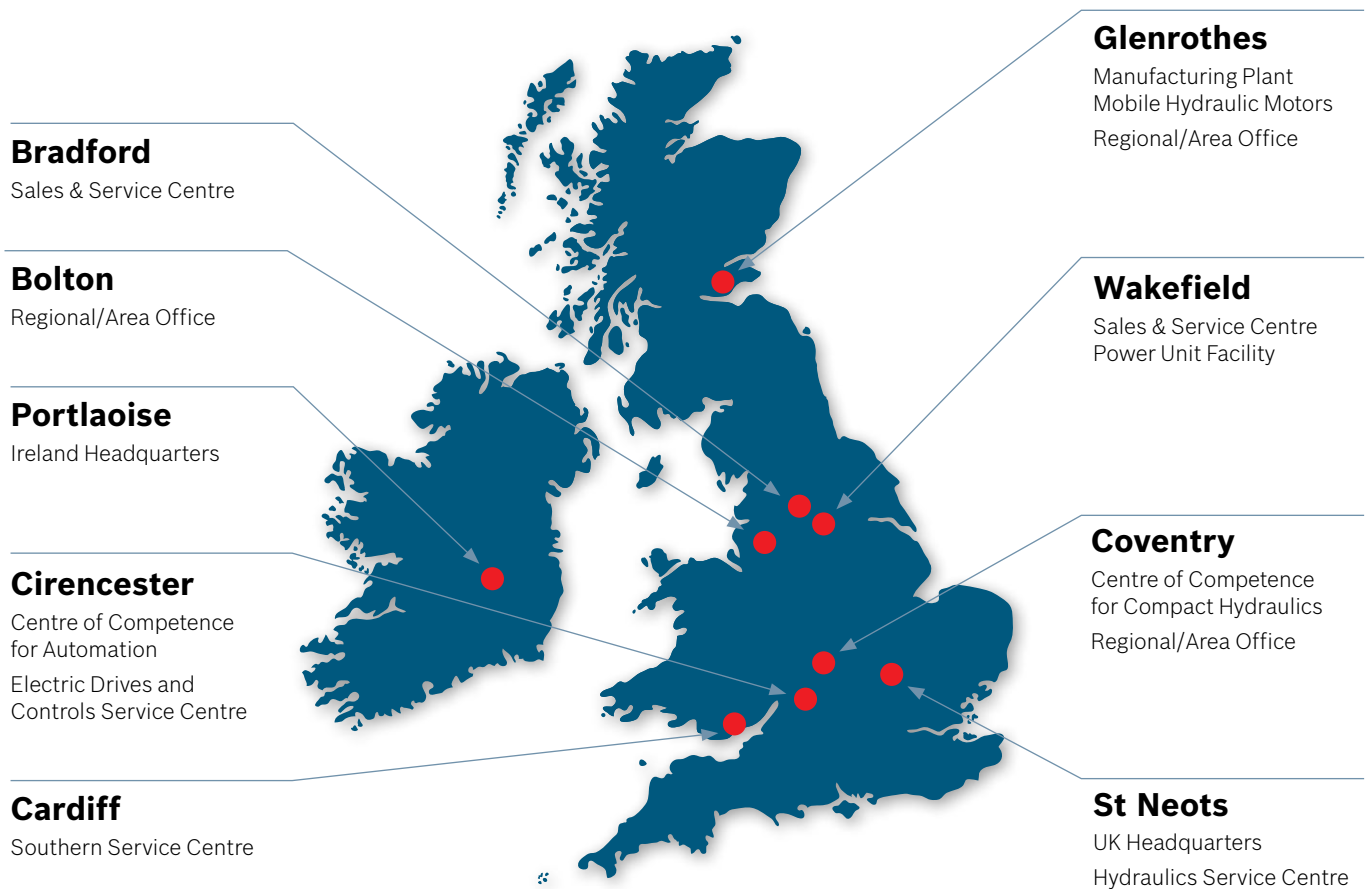 Bradford
Sales & Service Centre
Bolton
Regional/Area Office
Portlaoise
Ireland Headquarters
Cirencester
Centre of Competence
for Automation
Electric Drives and
Controls Service Centre
Cardiff
Southern Service Centre
Glenrothes
Manufacturing Plant
Mobile Hydraulic Motors
Regional/Area Office
Wakefield
Sales & Service Centre
Power Unit Facility
Coventry
Centre of Competence
for Compact Hydraulics
Regional/Area Office
St Neots
UK Headquarters
Hydraulics Service Centre